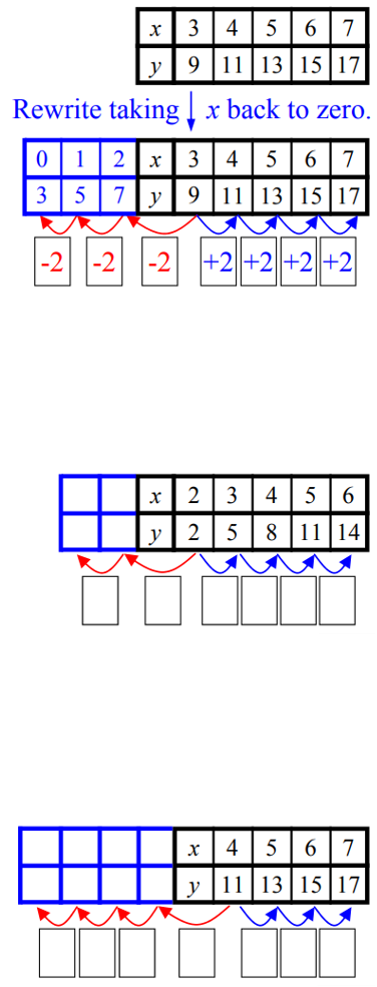 x 3 4 5 6 7
y 9 11 13 15 17
Rewrite taking x back to zero.
0 1 2 x 3 4 5 6 7
3 5 7 y 9 11 13 15 17
-2 -2 -2 +2 +2 +2 +2
x 2 3 4 5 6
y 2 5 8 11 14
x 4 5 6 7
y 11 13 15 17